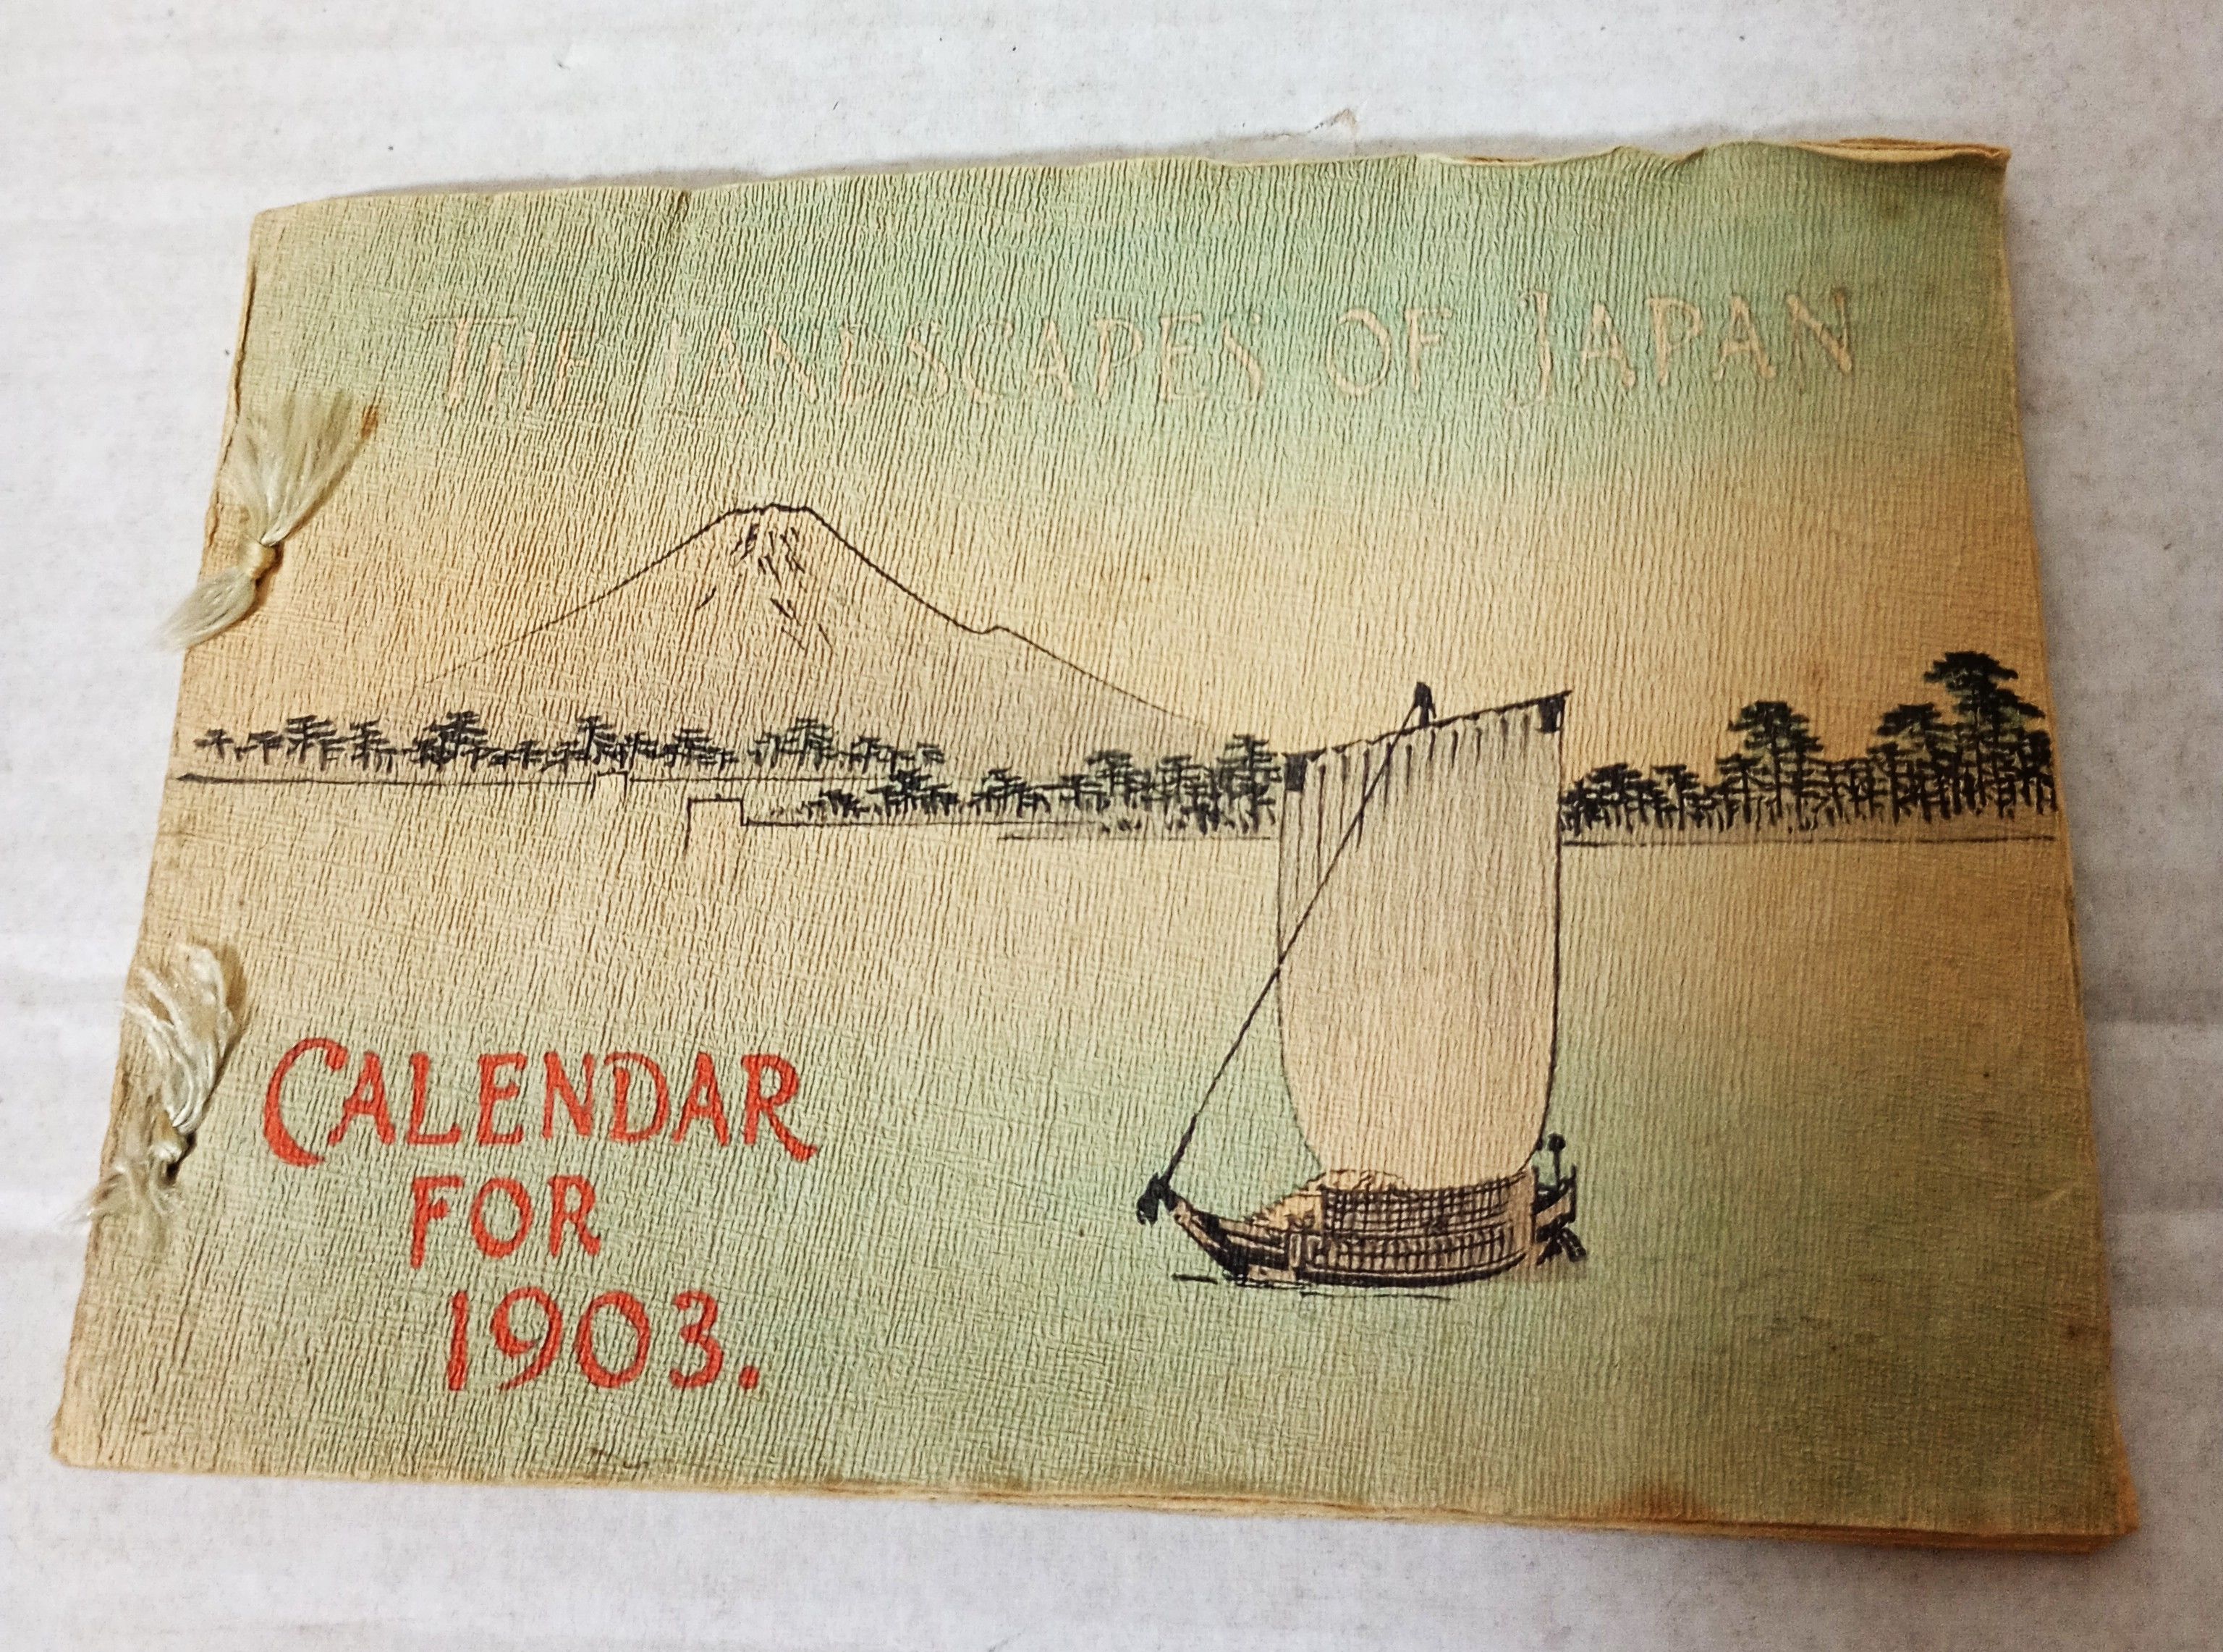 THE LANDSCAPES OF JAPAN
CALENDAR
FOR
1903.